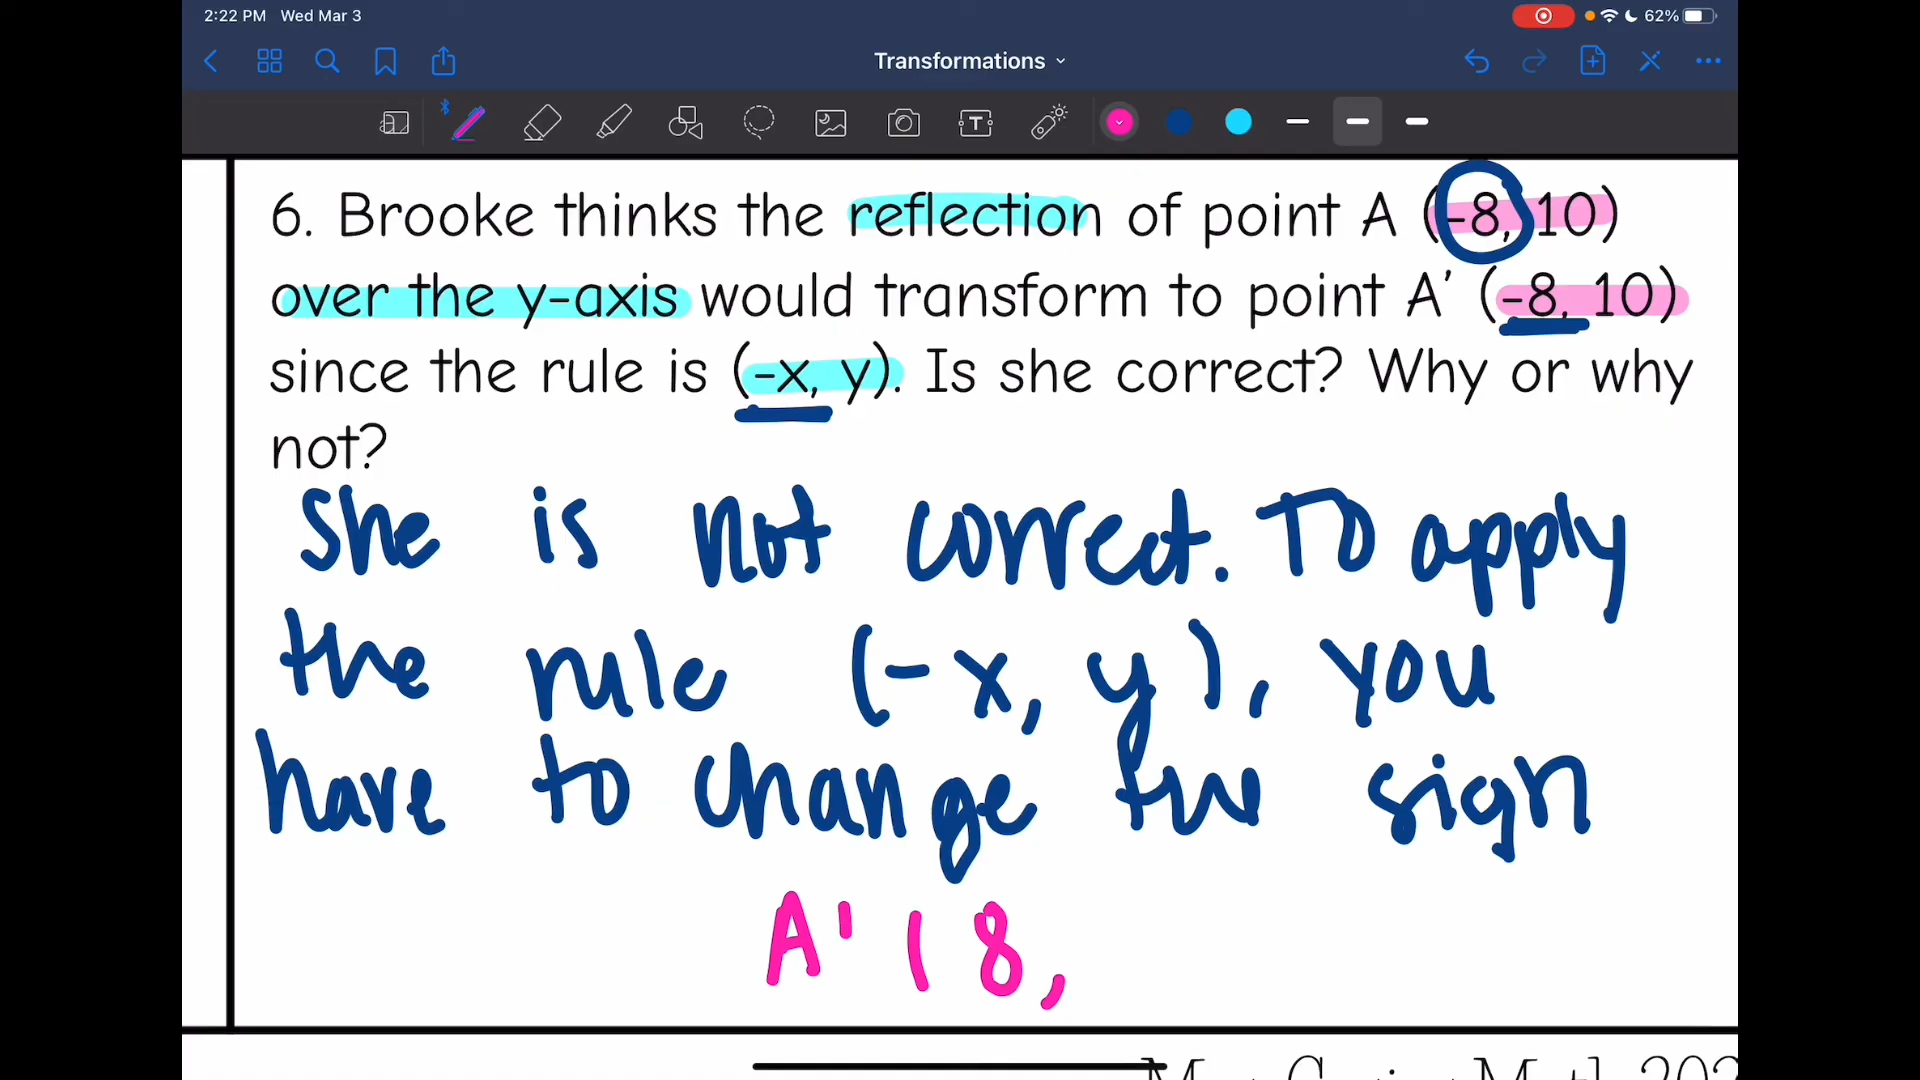 2:22 PM Wed Mar 3
62%
Transformations
T
6. Brooke thinks the reflection of point A (-8, 10)
over the y-axis would transform to point A' (-8, 10)
since the rule is (-x, y). Is she correct? Why or why
not?
She is not correct. To apply
the rule (-x, y), you
have to change the sign
A' ( 8,